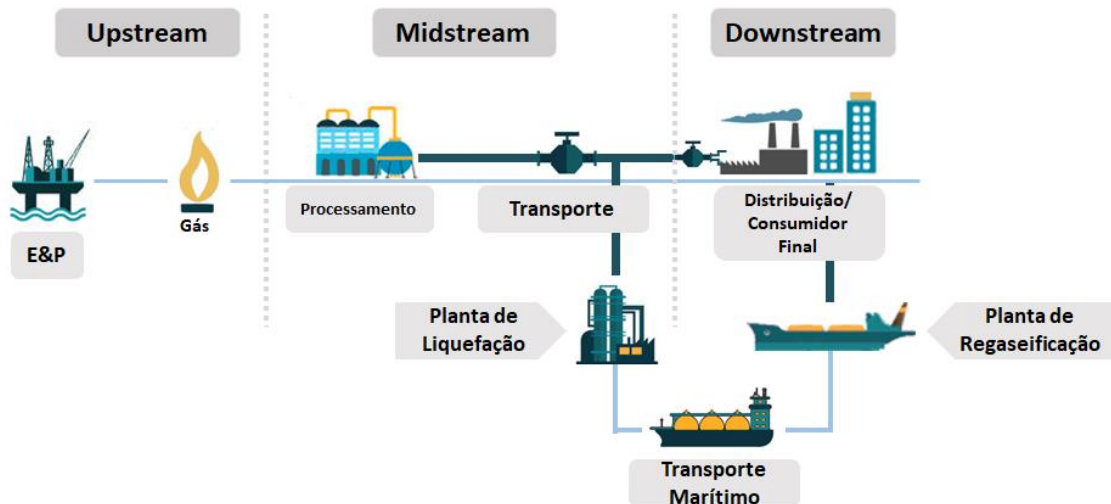 Upstream
Midstream
Downstream
E&P
Gás
Processamento
Transporte
Distribuição/
Consumidor
Final
Planta de
Liquefação
Planta de
Regaseificação
Transporte
Marítimo